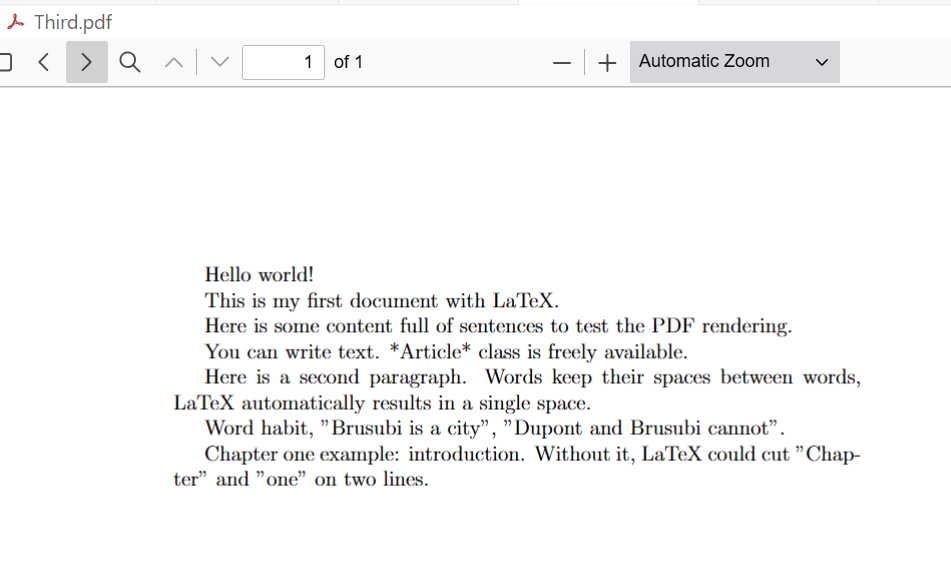 Third.pdf
1 of 1
Automatic Zoom
Hello world!
This is my first document with LaTeX.
Here is some content full of sentences to test the PDF rendering.
You can write text. *Article* class is freely available.
Here is a second paragraph. Words keep their spaces between words,
LaTeX automatically results in a single space.
Word habit, ”Brusubi is a city”, ”Dupont and Brusubi cannot”.
Chapter one example: introduction. Without it, LaTeX could cut ”Chap-
ter” and ”one” on two lines.